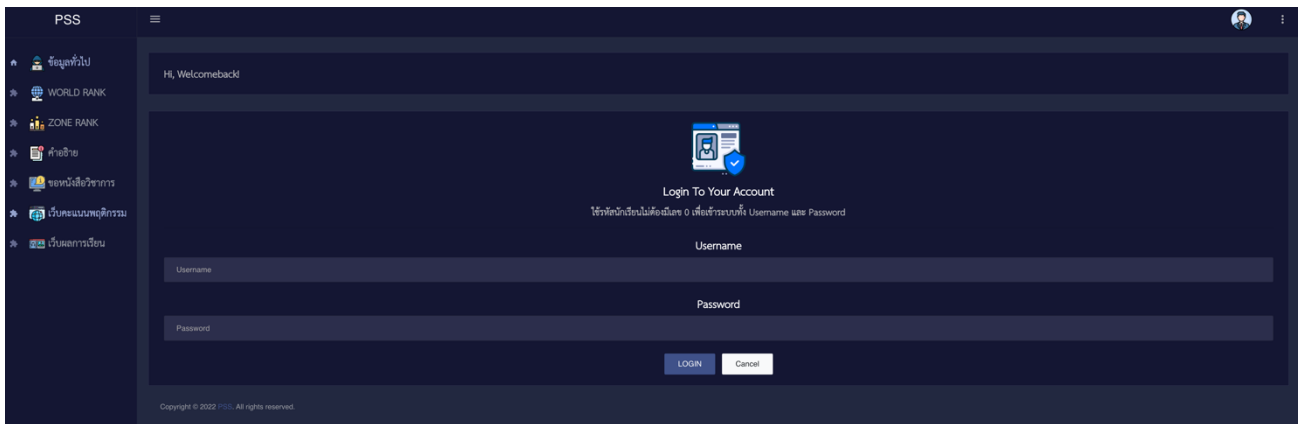 PSS
ข้อมูลทั่วไป
WORLD RANK
ZONE RANK
คำอธิาย
ขอหนังสือวิชาการ
เว็บคะแนนพฤติกรรม
เว็บผลการเรียน
Hi, Welcomeback!
Login To Your Account
ใช้รหัสนักเรียนไม่ต้องมีเลข 0 เพื่อเข้าระบบทั้ง Username และ Password
Username
Username
Password
Password
LOGIN
Cancel
Copyright © 2022 PSS. All rights reserved.